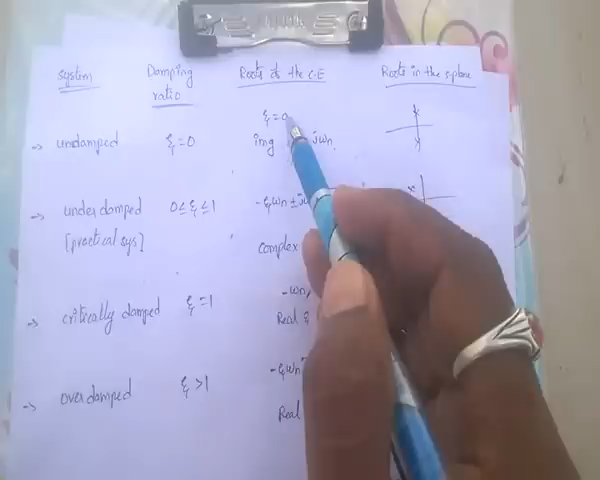 System Damping ratio Roots of the C.E Roots in the s-plane
ξ=0
-> undamped ξ=0 img jωn.
-> underdamped 0≤ξ≤1 -ξωn ±
[practical sys] complex
-> critically damped ξ=1 -ωn,
Real &
-> overdamped ξ>1 -ξωn
Real